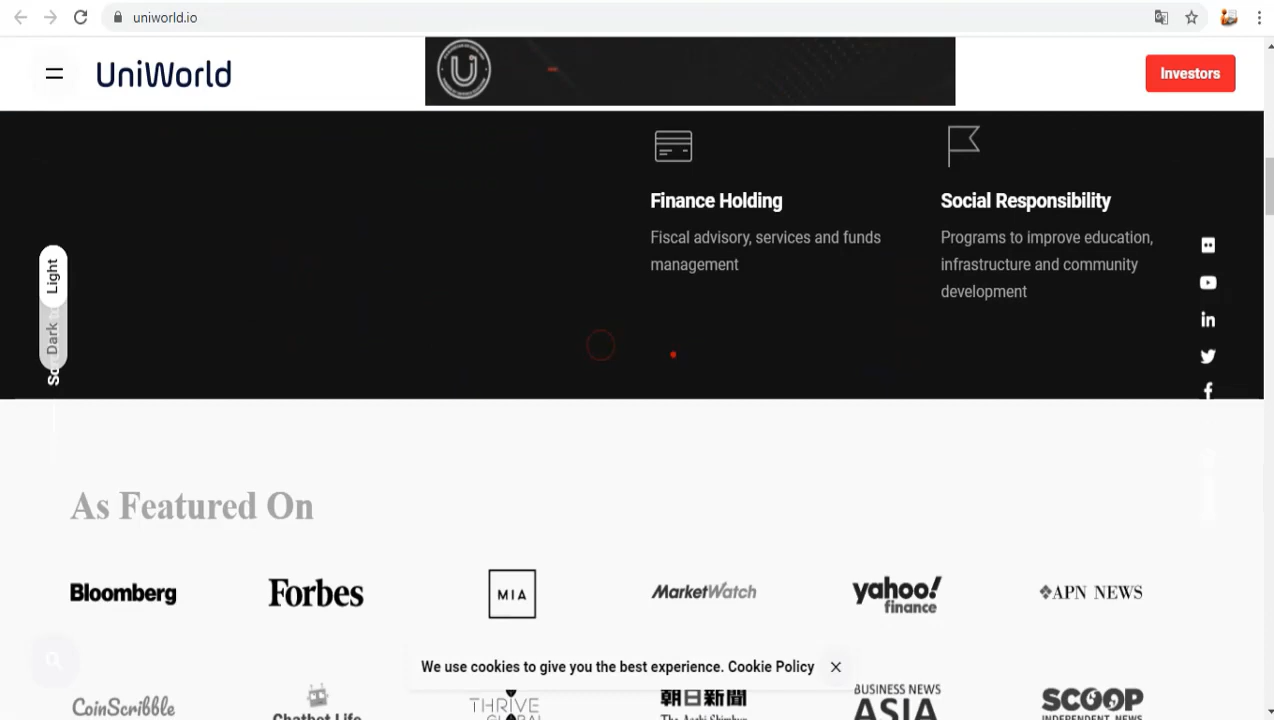 uniworld.io
UniWorld
Investors
Finance Holding
Social Responsibility
Fiscal advisory, services and funds
management
Programs to improve education,
infrastructure and community
development
Light
Dark
As Featured On
Bloomberg
Forbes
MIA
MarketWatch
yahoo!
finance
APN NEWS
We use cookies to give you the best experience. Cookie Policy
CoinScribble
Chatbot Life
THRIVE
GLOBAL
朝日新聞
The Asahi Shimbun
BUSINESS NEWS
ASIA
SCOOP
INDEPENDENT NEWS